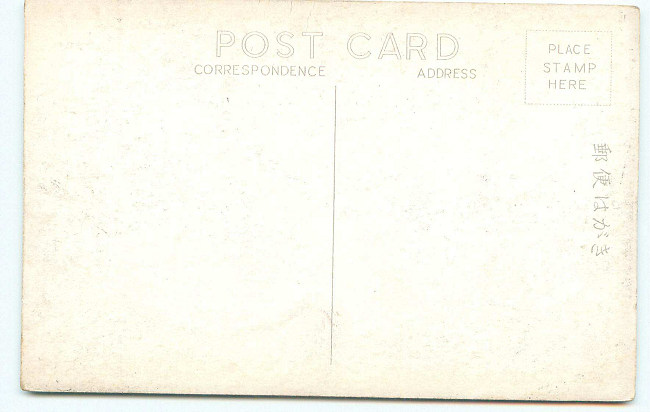 POST CARD
CORRESPONDENCE ADDRESS
PLACE
STAMP
HERE
郵便はがき